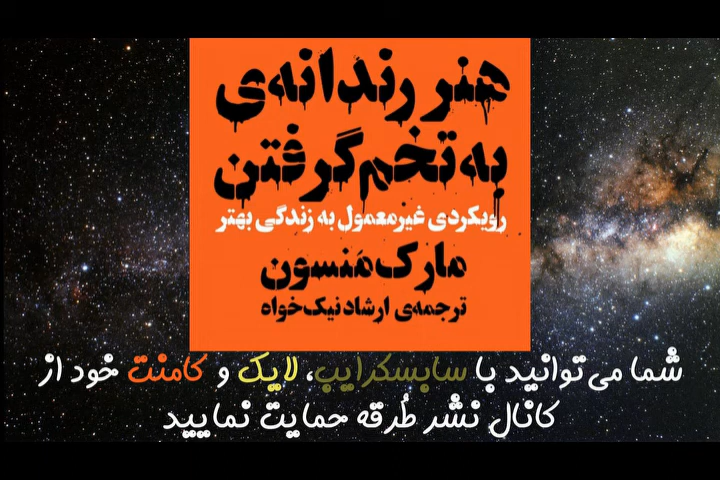 هنر رندانه‌ی
به تخم گرفتن
رویکردی غیرمعمول به زندگی بهتر
مارک منسون
ترجمه‌ی ارشاد نیک‌خواه
شما می‌توانید با سابسکرایب، لایک و کامنت خود از
کانال نشر طُرقه حمایت نمایید